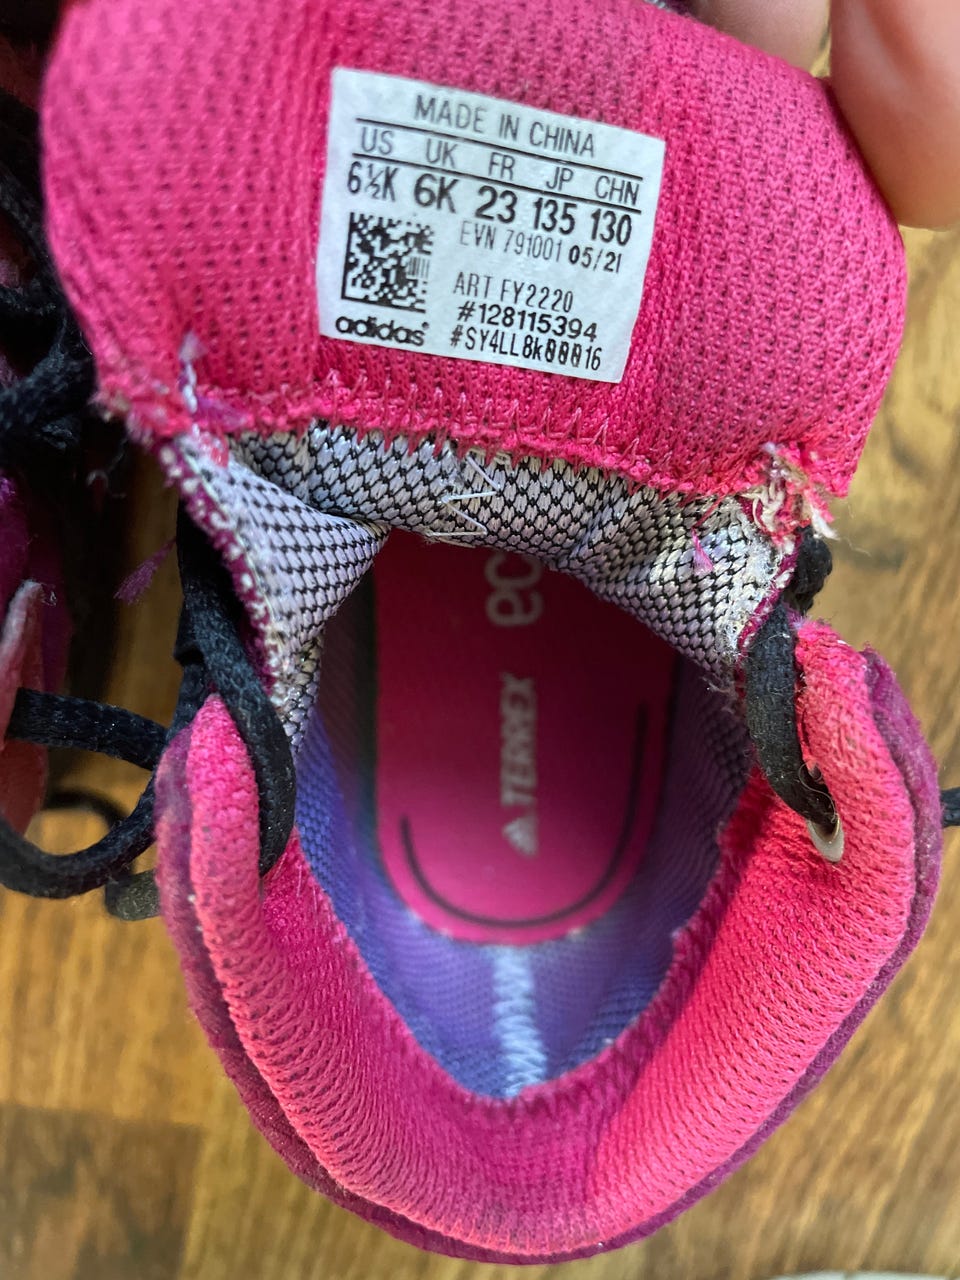 MADE IN CHINA
US UK FR JP CHN
6½K 6K 23 135 130
EVN 791001 05/21
ART FY2220
#128115394
adidas
TERREX